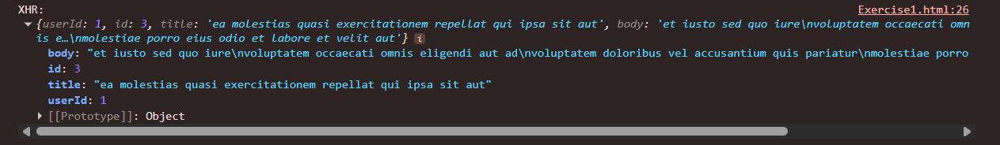 XHR: Exercise1.html:26
{userId: 1, id: 3, title: 'ea molestias quasi exercitationem repellat qui ipsa sit aut', body: 'et iusto sed quo iure\nvoluptatem occaecati omn
is e…\nmolestiae porro eius odio et labore et velit aut'} i
body: "et iusto sed quo iure\nvoluptatem occaecati omnis eligendi aut ad\nvoluptatem doloribus vel accusantium quis pariatur\nmolestiae porro
id: 3
title: "ea molestias quasi exercitationem repellat qui ipsa sit aut"
userId: 1
[[Prototype]]: Object